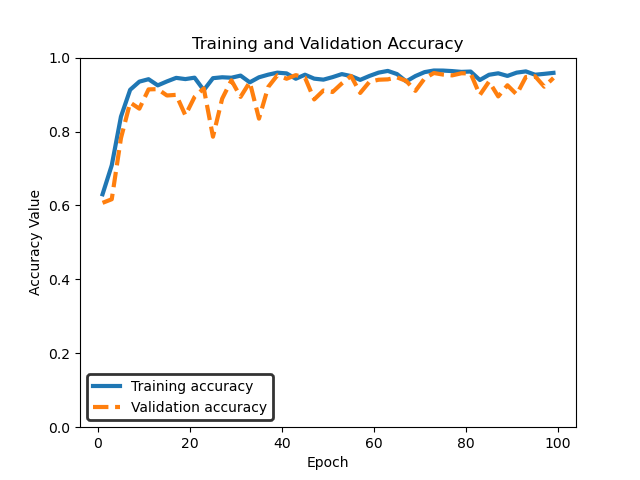 Training and Validation Accuracy
1.0
0.8
0.6
0.4
0.2
0.0
Accuracy Value
Training accuracy
Validation accuracy
0 20 40 60 80 100
Epoch